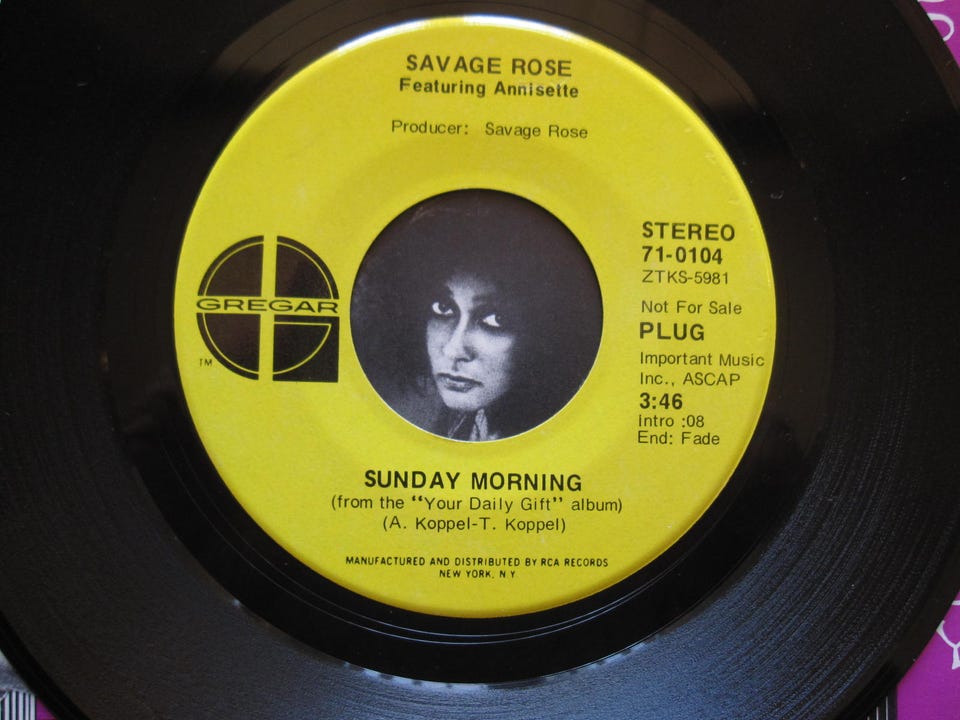 SAVAGE ROSE
Featuring Annisette
Producer: Savage Rose
GREGAR
TM
STEREO
71-0104
ZTKS-5981
Not For Sale
PLUG
Important Music
Inc., ASCAP
3:46
Intro :08
End: Fade
SUNDAY MORNING
(from the “Your Daily Gift” album)
(A. Koppel-T. Koppel)
MANUFACTURED AND DISTRIBUTED BY RCA RECORDS
NEW YORK, N Y